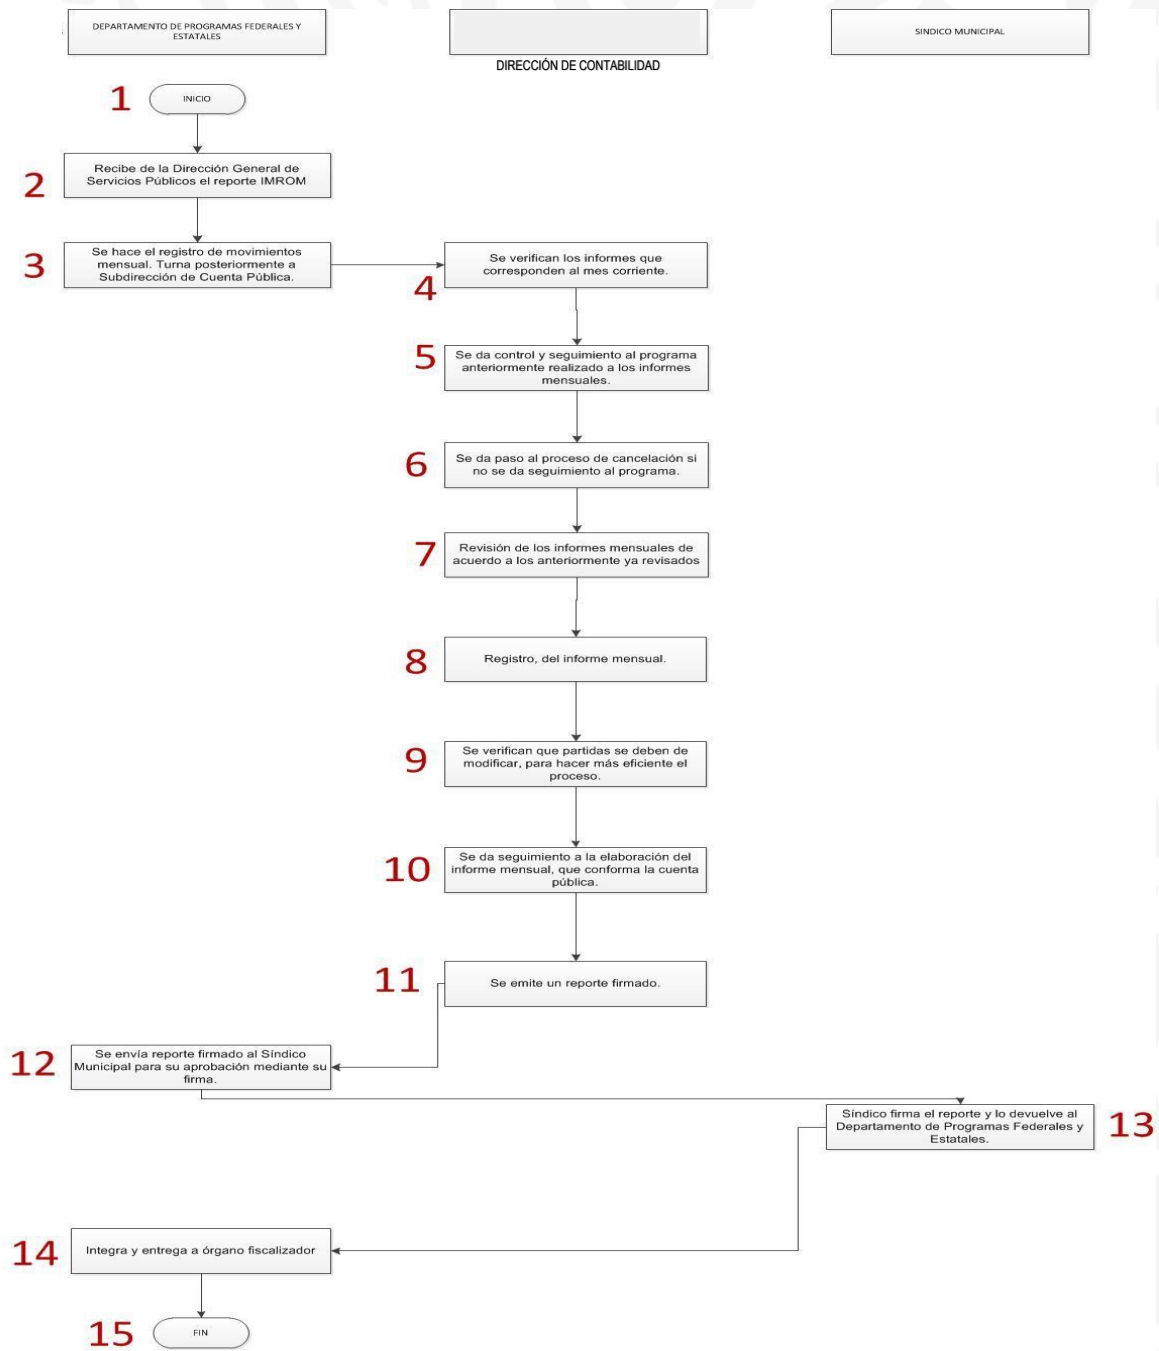 DEPARTAMENTO DE PROGRAMAS FEDERALES Y
ESTATALES
SINDICO MUNICIPAL
DIRECCIÓN DE CONTABILIDAD
1
INICIO
2
Recibe de la Dirección General de
Servicios Públicos el reporte IMROM
3
Se hace el registro de movimientos
mensual. Turna posteriormente a
Subdirección de Cuenta Pública.
4
Se verifican los informes que
corresponden al mes corriente.
5
Se da control y seguimiento al programa
anteriormente realizado a los informes
mensuales.
6
Se da paso al proceso de cancelación si
no se da seguimiento al programa.
7
Revisión de los informes mensuales de
acuerdo a los anteriormente ya revisados
8
Registro, del informe mensual.
9
Se verifican que partidas se deben de
modificar, para hacer más eficiente el
proceso.
10
Se da seguimiento a la elaboración del
informe mensual, que conforma la cuenta
pública.
11
Se emite un reporte firmado.
12
Se envía reporte firmado al Síndico
Municipal para su aprobación mediante su
firma.
Síndico firma el reporte y lo devuelve al
Departamento de Programas Federales y
Estatales.
13
14
Integra y entrega a órgano fiscalizador
15
FIN